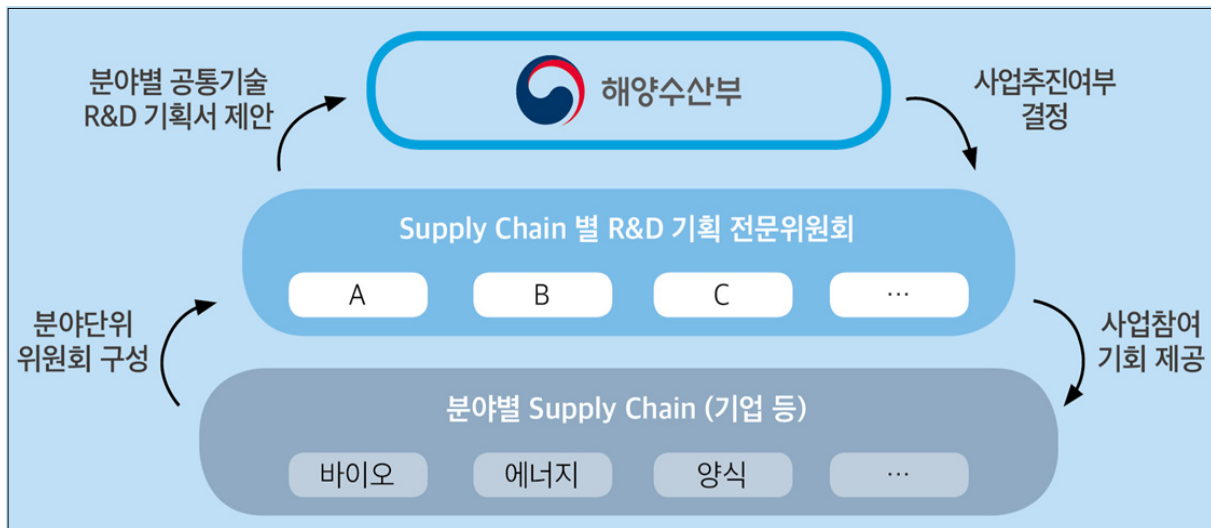 분야별 공통기술
R&D 기획서 제안
해양수산부
사업추진여부
결정
Supply Chain 별 R&D 기획 전문위원회
A
B
C
…
분야단위
위원회 구성
사업참여
기회 제공
분야별 Supply Chain (기업 등)
바이오
에너지
양식
…